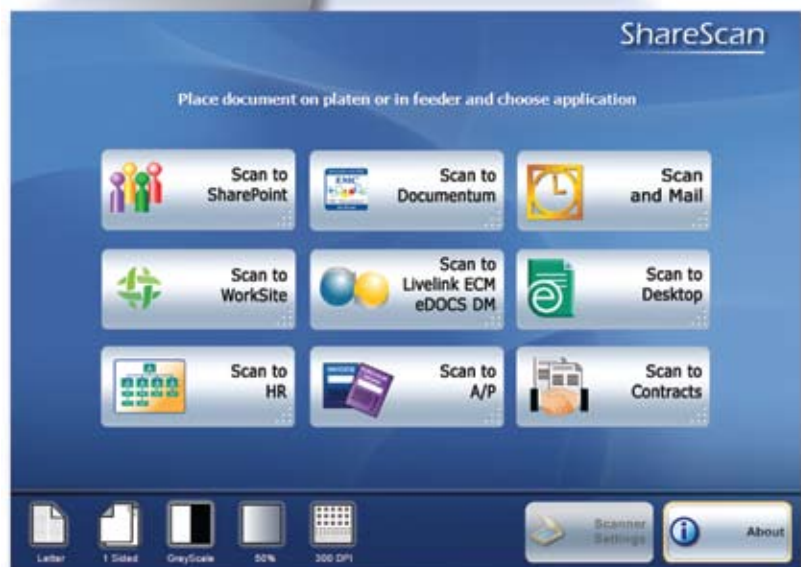 ShareScan
Place document on platen or in feeder and choose application
Scan to
SharePoint
EMC
Scan to
Documentum
Scan
and Mail
Scan to
WorkSite
Scan to
Livelink ECM
eDOCS DM
Scan to
Desktop
Scan to
HR
Scan to
A/P
Scan to
Contracts
Letter
1 Sided
GreyScale
50%
300 DPI
Scanner
Settings
About